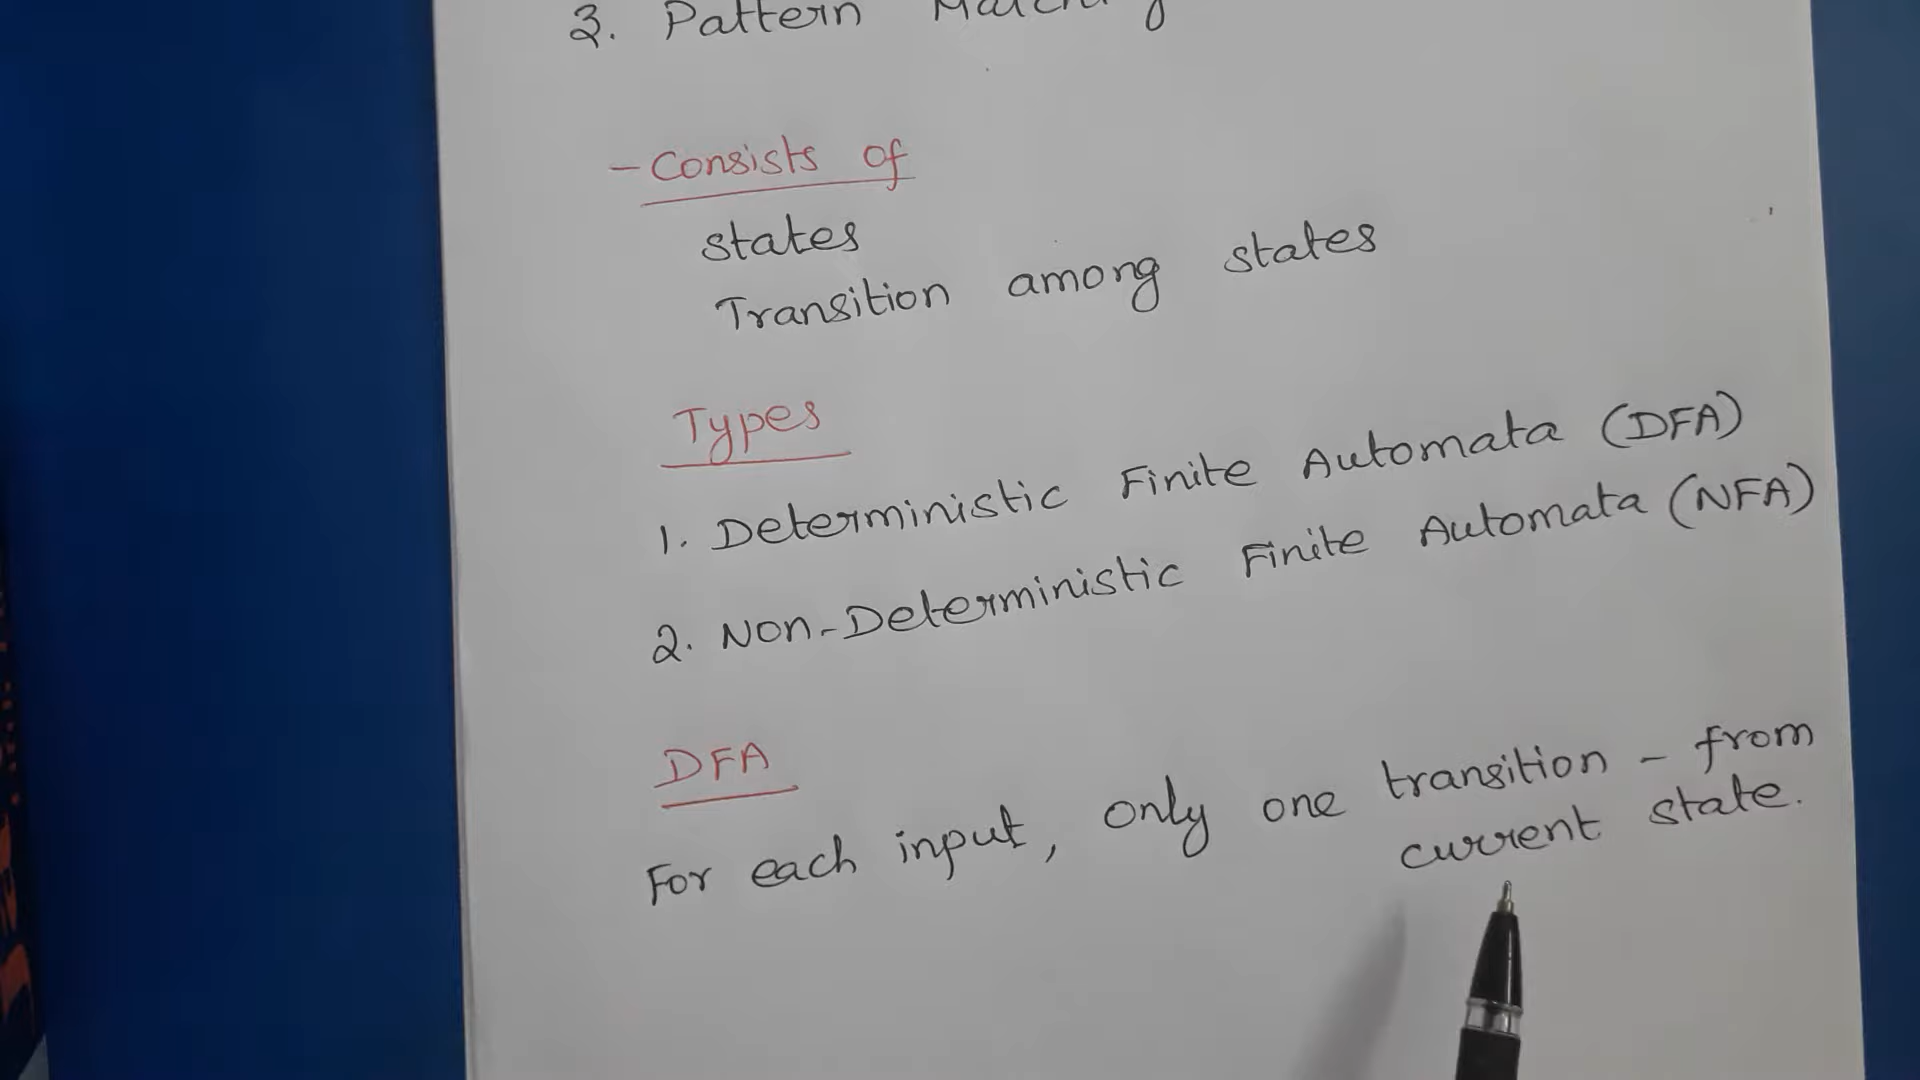 3. Pattern
- Consists of
states
Transition among states
Types
1. Deterministic Finite Automata (DFA)
2. Non-Deterministic Finite Automata (NFA)
DFA
For each input, only one transition - from
current state.